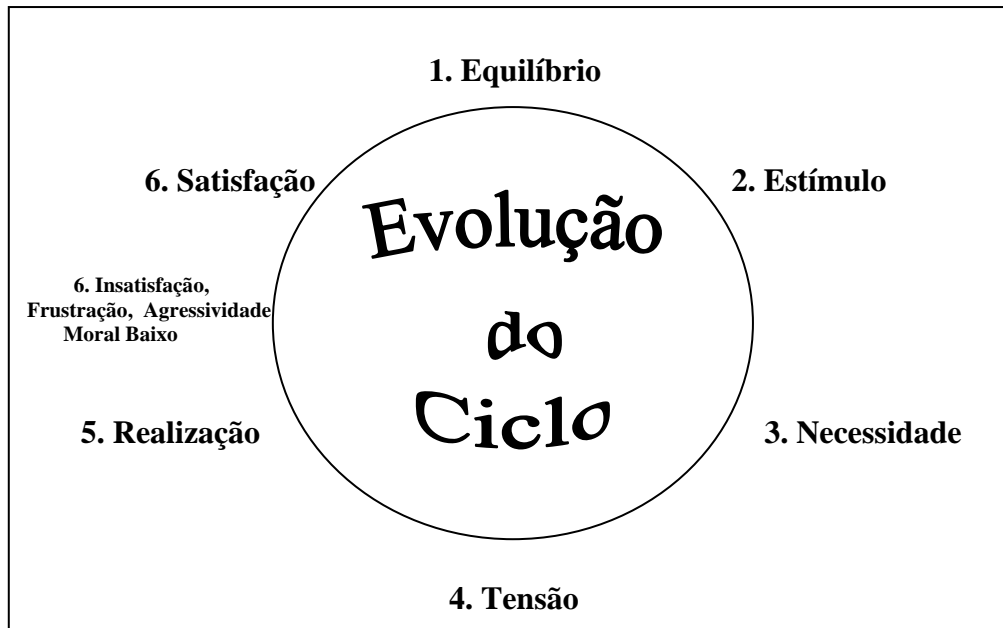 1. Equilíbrio
6. Satisfação
2. Estímulo
Evolução
do
Ciclo
6. Insatisfação,
Frustração, Agressividade
Moral Baixo
5. Realização
3. Necessidade
4. Tensão